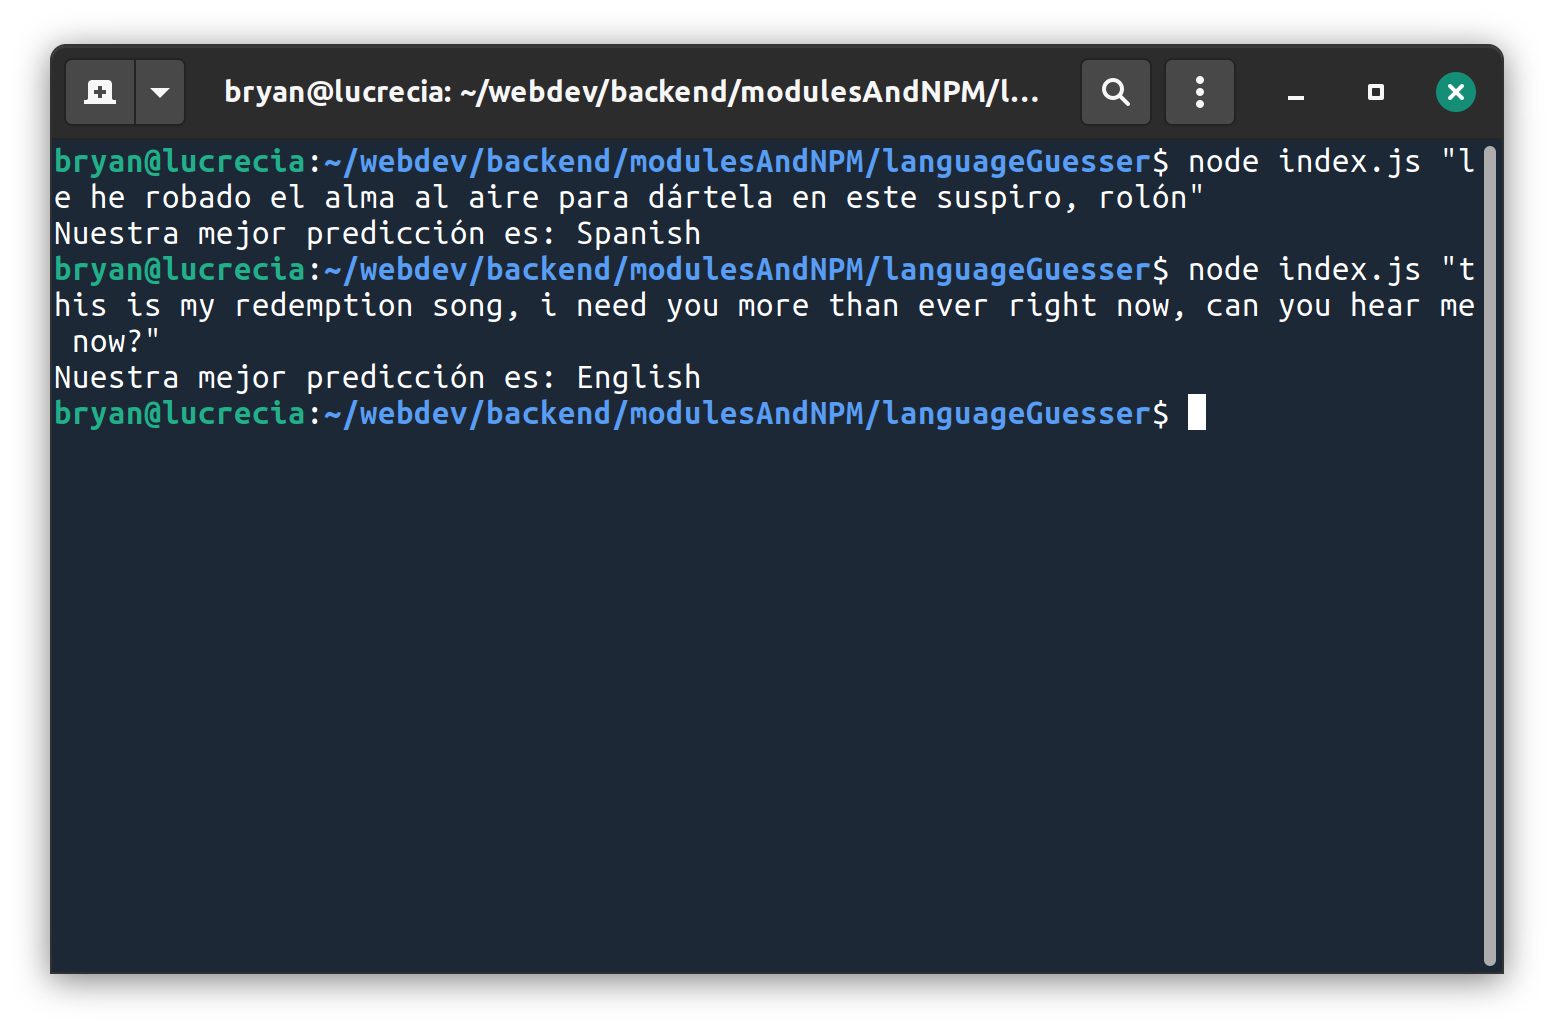 bryan@lucrecia: ~/webdev/backend/modulesAndNPM/l...
bryan@lucrecia:~/webdev/backend/modulesAndNPM/languageGuesser$ node index.js "l
e he robado el alma al aire para dártela en este suspiro, rolón"
Nuestra mejor predicción es: Spanish
bryan@lucrecia:~/webdev/backend/modulesAndNPM/languageGuesser$ node index.js "t
his is my redemption song, i need you more than ever right now, can you hear me
 now?"
Nuestra mejor predicción es: English
bryan@lucrecia:~/webdev/backend/modulesAndNPM/languageGuesser$